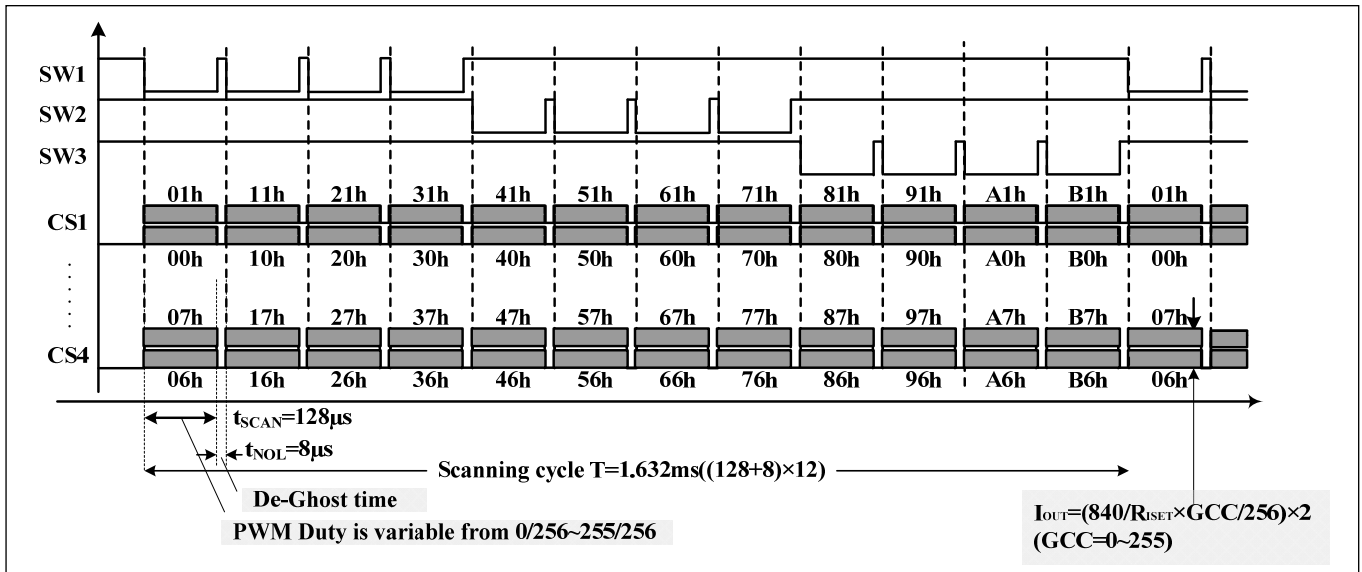 SW1
SW2
SW3
01h 11h 21h 31h 41h 51h 61h 71h 81h 91h A1h B1h 01h
CS1
00h 10h 20h 30h 40h 50h 60h 70h 80h 90h A0h B0h 00h
07h 17h 27h 37h 47h 57h 67h 77h 87h 97h A7h B7h 07h
CS4
06h 16h 26h 36h 46h 56h 66h 76h 86h 96h A6h B6h 06h
tSCAN=128µs
tNOL=8µs
Scanning cycle T=1.632ms((128+8)×12)
De-Ghost time
PWM Duty is variable from 0/256~255/256
IOUT=(840/RISET×GCC/256)×2
(GCC=0~255)